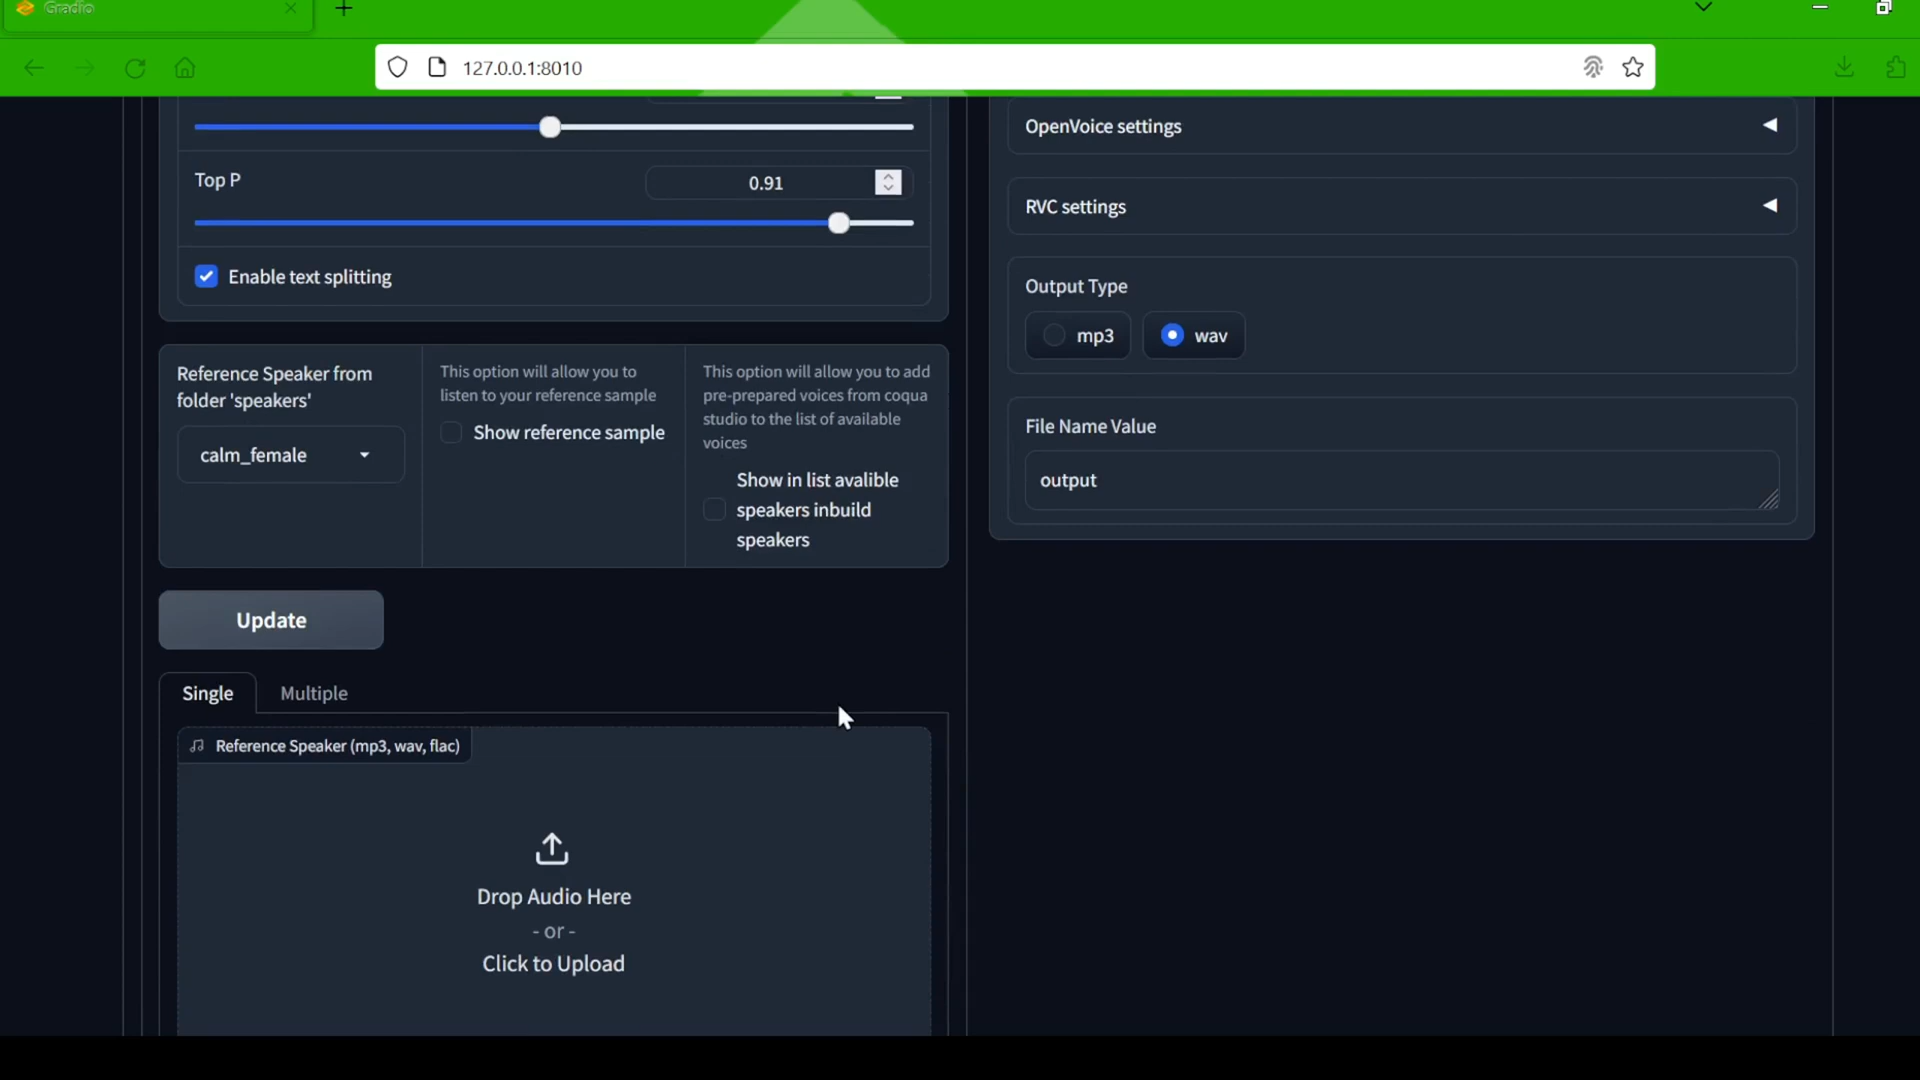 Gradio
127.0.0.1:8010
Top P
0.91
Enable text splitting
Reference Speaker from
folder 'speakers'
calm_female
This option will allow you to
listen to your reference sample
Show reference sample
This option will allow you to add
pre-prepared voices from coqua
studio to the list of available
voices
Show in list avalible
speakers inbuild
speakers
Update
Single
Multiple
Reference Speaker (mp3, wav, flac)
Drop Audio Here
- or -
Click to Upload
OpenVoice settings
RVC settings
Output Type
mp3
wav
File Name Value
output